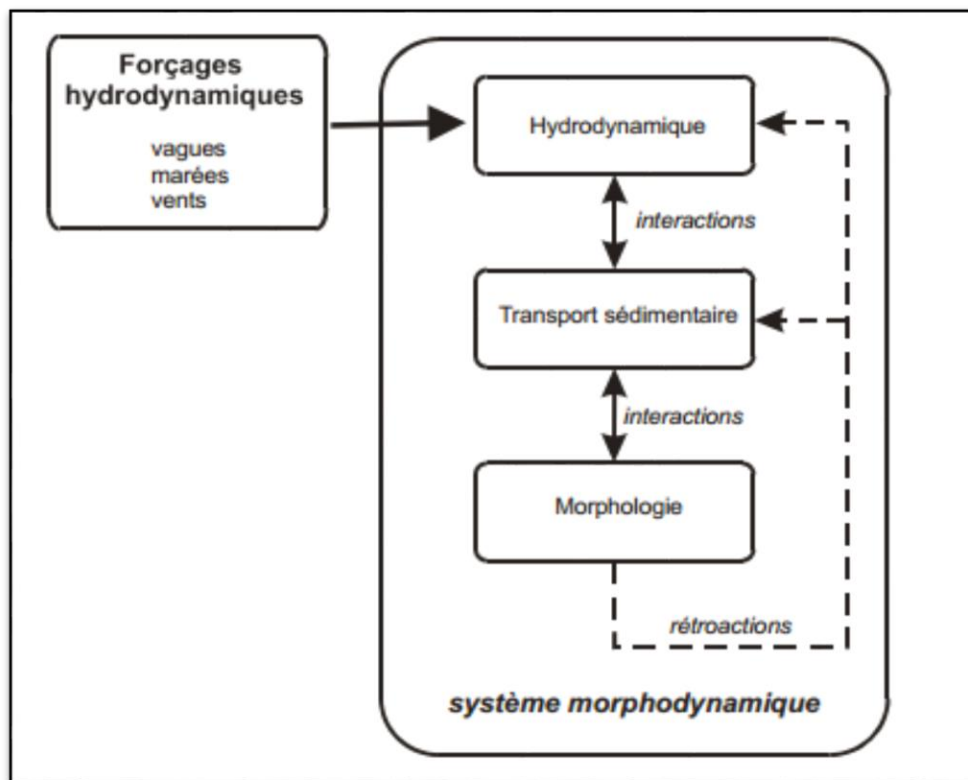 Forçages
hydrodynamiques
vagues
marées
vents
Hydrodynamique
interactions
Transport sédimentaire
interactions
Morphologie
rétroactions
système morphodynamique